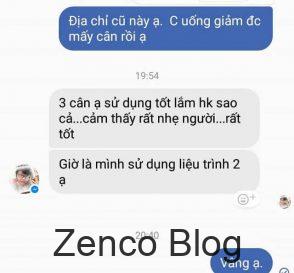 Địa chỉ cũ này ạ. C uống giảm đc
mấy cân rồi ạ
19:54
3 cân ạ sử dụng tốt lắm hk sao
cả...cảm thấy rất nhẹ người...rất
tốt
Giờ là mình sử dụng liệu trình 2
ạ
20:40
Zenco Blog
Vâng ạ.